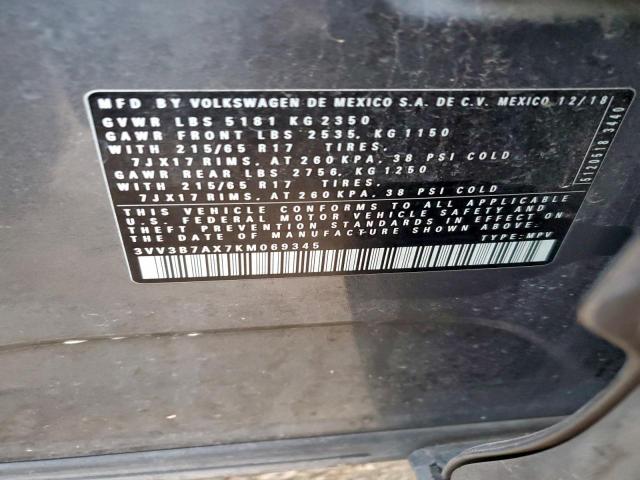 MFD BY VOLKSWAGEN DE MEXICO S.A. DE C.V. MEXICO 12/18
GVWR LBS 5181 KG 2350
GAWR FRONT LBS 2535, KG 1150
WITH 215/65 R17 TIRES.
7JX17 RIMS, AT 260 KPA, 38 PSI COLD
GAWR REAR LBS 2756, KG 1250
WITH 215/65 R17 TIRES.
7JX17 RIMS, AT 260 KPA, 38 PSI COLD
THIS VEHICLE CONFORMS TO ALL APPLICABLE
U.S. FEDERAL MOTOR VEHICLE SAFETY AND
THEFT PREVENTION STANDARDS IN EFFECT ON
THE DATE OF MANUFACTURE SHOWN ABOVE.
3VV3B7AX7KM069345 TYPE-MPV
5120518 3440